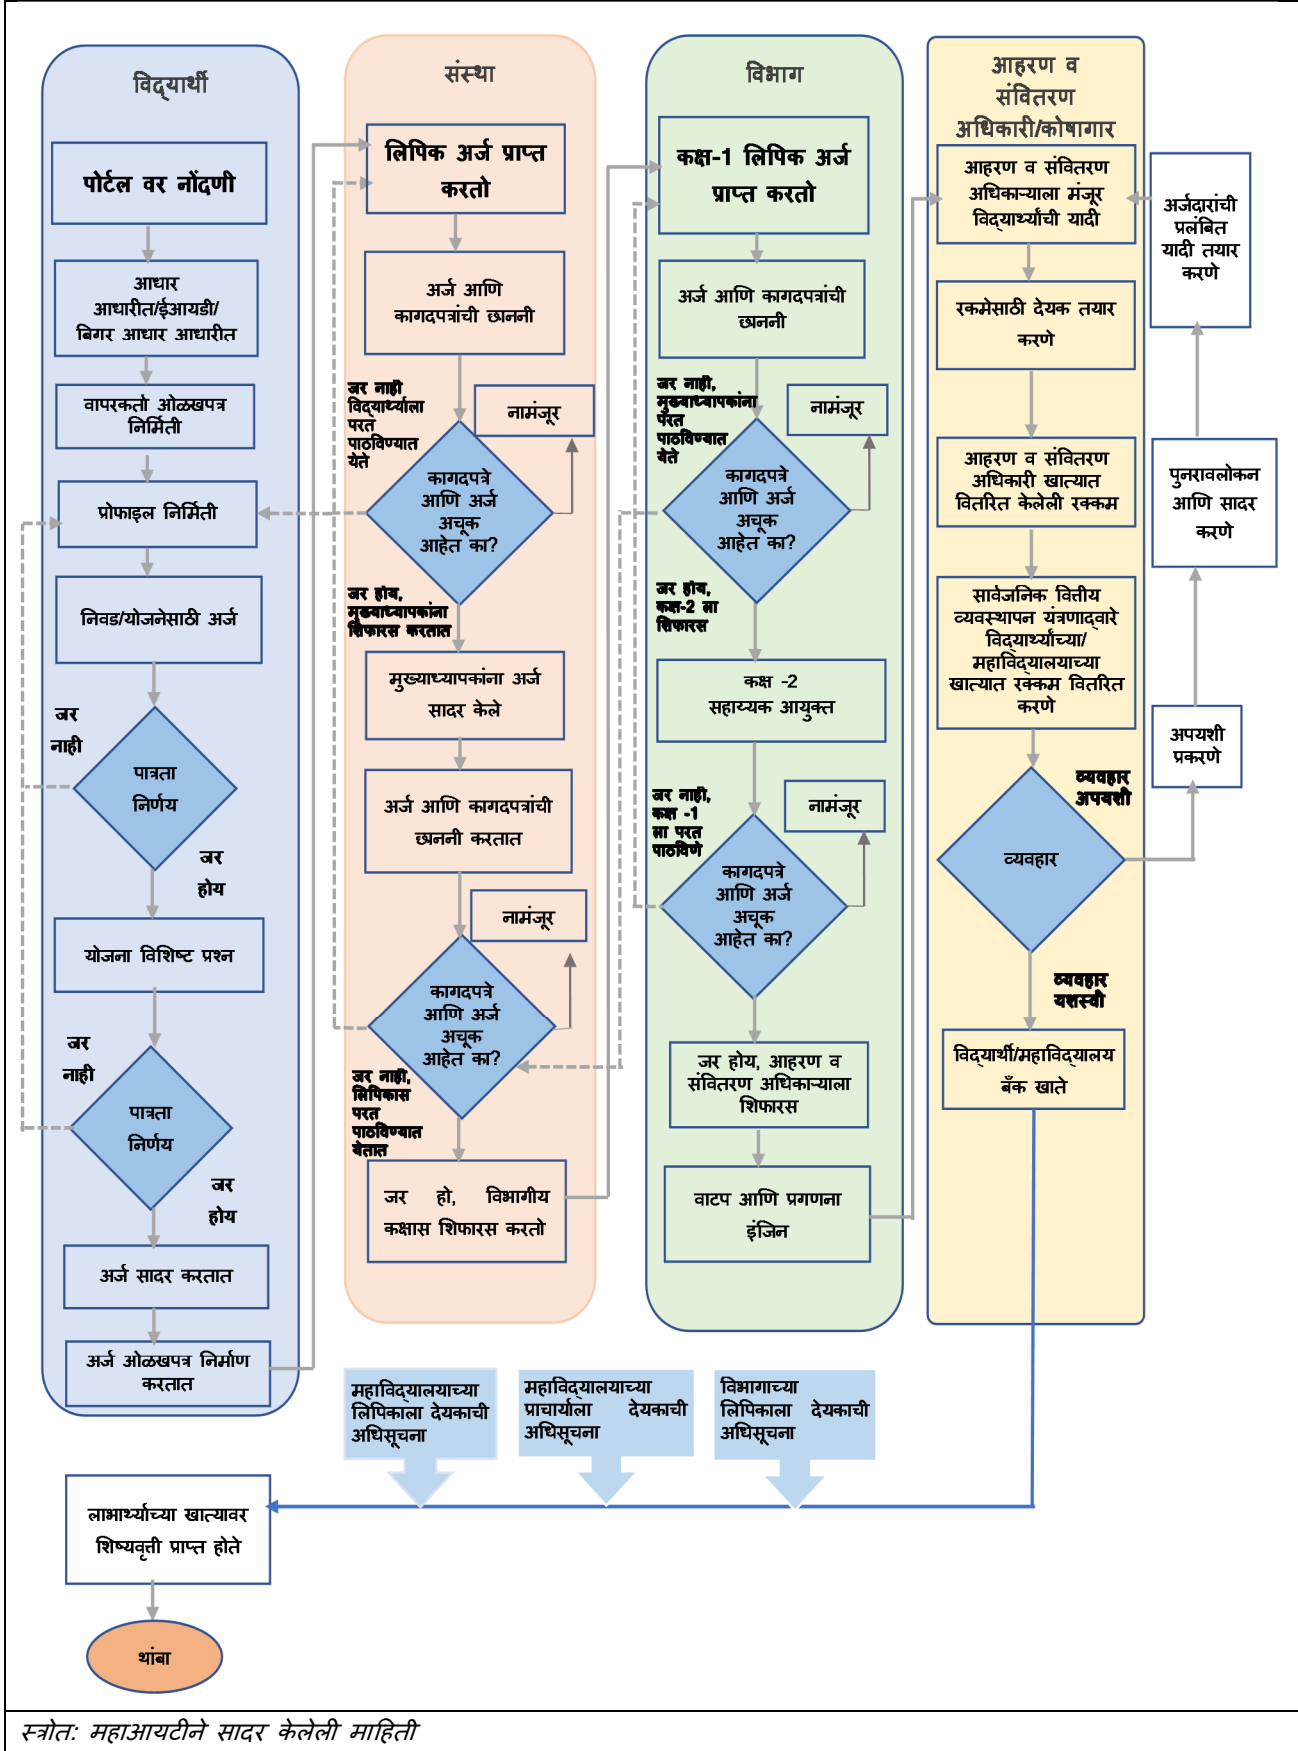 विद्यार्थी
पोर्टल वर नोंदणी
आधार
आधारीत/ईआयडी/
बिगर आधार आधारीत
वापरकर्ता ओळखपत्र
निर्मिती
प्रोफाइल निर्मिती
निवड/योजनेसाठी अर्ज
जर
नाही
पात्रता
निर्णय
जर
होय
योजना विशिष्ट प्रश्न
जर
नाही
पात्रता
निर्णय
जर
होय
अर्ज सादर करतात
अर्ज ओळखपत्र निर्माण
करतात
संस्था
लिपिक अर्ज प्राप्त
करतो
अर्ज आणि
कागदपत्रांची छाननी
जर नाही
विद्यार्थ्याला
परत
पाठविण्यात
येते
नामंजूर
कागदपत्रे
आणि अर्ज
अचूक
आहेत का?
जर होय,
मुख्याध्यापकांना
शिफारस करतात
मुख्याध्यापकांना अर्ज
सादर केले
अर्ज आणि कागदपत्रांची
छाननी करतात
नामंजूर
कागदपत्रे
आणि अर्ज
अचूक
आहेत का?
जर नाही,
लिपिकास
परत
पाठविण्यात
येतात
जर हो, विभागीय
कक्षास शिफारस करतो
विभाग
कक्ष-1 लिपिक अर्ज
प्राप्त करतो
अर्ज आणि कागदपत्रांची
छाननी
जर नाही,
मुख्याध्यापकांना
परत
पाठविण्यात
येते
नामंजूर
कागदपत्रे
आणि अर्ज
अचूक
आहेत का?
जर होय,
कक्ष-2 ला
शिफारस
कक्ष -2
सहाय्यक आयुक्त
जर नाही,
कक्ष -1
ला परत
पाठविणे
नामंजूर
कागदपत्रे
आणि अर्ज
अचूक
आहेत का?
जर होय, आहरण व
संवितरण अधिकाऱ्याला
शिफारस
वाटप आणि प्रगणना
इंजिन
आहरण व
संवितरण
अधिकारी/कोषागार
आहरण व संवितरण
अधिकाऱ्याला मंजूर
विद्यार्थ्यांची यादी
रकमेसाठी देयक तयार
करणे
आहरण व संवितरण
अधिकारी खात्यात
वितरित केलेली रक्कम
सार्वजनिक वित्तीय
व्यवस्थापन यंत्रणाद्वारे
विद्यार्थ्यांच्या/
महाविद्यालयाच्या
खात्यात रक्कम वितरित
करणे
व्यवहार
अपयशी
व्यवहार
व्यवहार
यशस्वी
विद्यार्थी/महाविद्यालय
बँक खाते
अर्जदारांची
प्रलंबित
यादी तयार
करणे
पुनरावलोकन
आणि सादर
करणे
अपयशी
प्रकरणे
महाविद्यालयाच्या
लिपिकाला देयकाची
अधिसूचना
महाविद्यालयाच्या
प्राचार्याला देयकाची
अधिसूचना
विभागाच्या
लिपिकाला देयकाची
अधिसूचना
लाभार्थ्याच्या खात्यावर
शिष्यवृत्ती प्राप्त होते
थांबा
स्त्रोत: महाआयटीने सादर केलेली माहिती